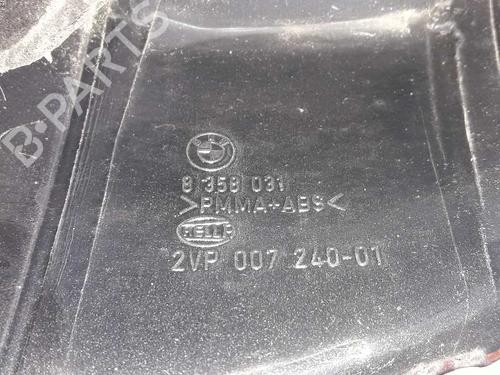 B-PARTS
8 358 031
>PMMA+ABS<
HELLA
2VP 007 240-01